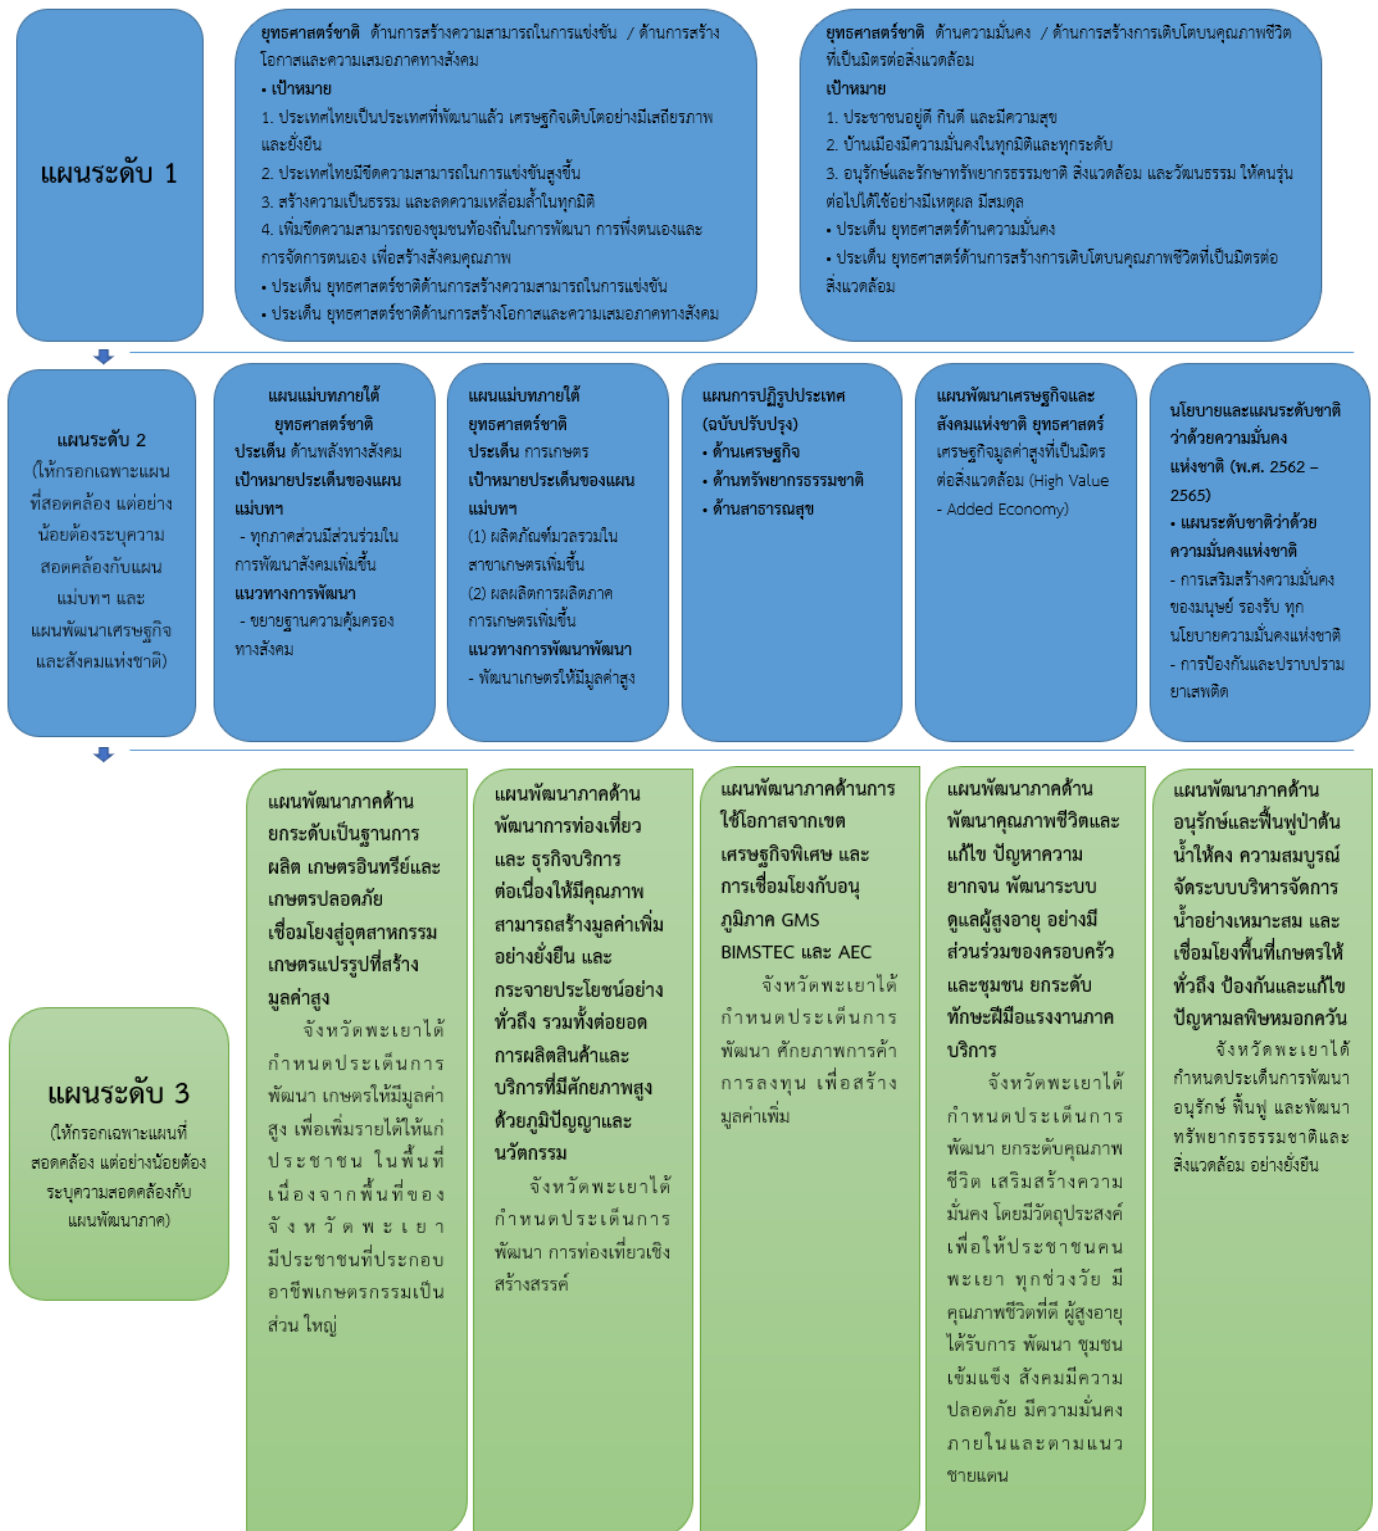 แผนระดับ 1
ยุทธศาสตร์ชาติ ด้านการสร้างความสามารถในการแข่งขัน / ด้านการสร้าง
โอกาสและความเสมอภาคทางสังคม
• เป้าหมาย
1. ประเทศไทยเป็นประเทศที่พัฒนาแล้ว เศรษฐกิจเติบโตอย่างมีเสถียรภาพ
และยั่งยืน
2. ประเทศไทยมีขีดความสามารถในการแข่งขันสูงขึ้น
3. สร้างความเป็นธรรม และลดความเหลื่อมล้ำในทุกมิติ
4. เพิ่มขีดความสามารถของชุมชนท้องถิ่นในการพัฒนา การพึ่งตนเองและ
การจัดการตนเอง เพื่อสร้างสังคมคุณภาพ
• ประเด็น ยุทธศาสตร์ชาติด้านการสร้างความสามารถในการแข่งขัน
• ประเด็น ยุทธศาสตร์ชาติด้านการสร้างโอกาสและความเสมอภาคทางสังคม
ยุทธศาสตร์ชาติ ด้านความมั่นคง / ด้านการสร้างการเติบโตบนคุณภาพชีวิต
ที่เป็นมิตรต่อสิ่งแวดล้อม
เป้าหมาย
1. ประชาชนอยู่ดี กินดี และมีความสุข
2. บ้านเมืองมีความมั่นคงในทุกมิติและทุกระดับ
3. อนุรักษ์และรักษาทรัพยากรธรรมชาติ สิ่งแวดล้อม และวัฒนธรรม ให้คนรุ่น
ต่อไปได้ใช้อย่างมีเหตุผล มีสมดุล
• ประเด็น ยุทธศาสตร์ด้านความมั่นคง
• ประเด็น ยุทธศาสตร์ด้านการสร้างการเติบโตบนคุณภาพชีวิตที่เป็นมิตรต่อ
สิ่งแวดล้อม
แผนระดับ 2
(ให้กรอกเฉพาะแผน
ที่สอดคล้อง แต่อย่าง
น้อยต้องระบุความ
สอดคล้องกับแผน
แม่บทฯ และ
แผนพัฒนาเศรษฐกิจ
และสังคมแห่งชาติ)
แผนแม่บทภายใต้
ยุทธศาสตร์ชาติ
ประเด็น ด้านพลังทางสังคม
เป้าหมายประเด็นของแผน
แม่บทฯ
- ทุกภาคส่วนมีส่วนร่วมใน
การพัฒนาสังคมเพิ่มขึ้น
แนวทางการพัฒนา
- ขยายฐานความคุ้มครอง
ทางสังคม
แผนแม่บทภายใต้
ยุทธศาสตร์ชาติ
ประเด็น การเกษตร
เป้าหมายประเด็นของแผน
แม่บทฯ
(1) ผลิตภัณฑ์มวลรวมใน
สาขาเกษตรเพิ่มขึ้น
(2) ผลผลิตการผลิตภาค
การเกษตรเพิ่มขึ้น
แนวทางการพัฒนาพัฒนา
- พัฒนาเกษตรให้มีมูลค่าสูง
แผนการปฏิรูปประเทศ
(ฉบับปรับปรุง)
• ด้านเศรษฐกิจ
• ด้านทรัพยากรธรรมชาติ
• ด้านสาธารณสุข
แผนพัฒนาเศรษฐกิจและ
สังคมแห่งชาติ ยุทธศาสตร์
เศรษฐกิจมูลค่าสูงที่เป็นมิตร
ต่อสิ่งแวดล้อม (High Value
- Added Economy)
นโยบายและแผนระดับชาติ
ว่าด้วยความมั่นคง
แห่งชาติ (พ.ศ. 2562 –
2565)
• แผนระดับชาติว่าด้วย
ความมั่นคงแห่งชาติ
- การเสริมสร้างความมั่นคง
ของมนุษย์ รองรับ ทุก
นโยบายความมั่นคงแห่งชาติ
- การป้องกันและปราบปราม
ยาเสพติด
แผนระดับ 3
(ให้กรอกเฉพาะแผนที่
สอดคล้อง แต่อย่างน้อยต้อง
ระบุความสอดคล้องกับ
แผนพัฒนาภาค)
แผนพัฒนาภาคด้าน
ยกระดับเป็นฐานการ
ผลิต เกษตรอินทรีย์และ
เกษตรปลอดภัย
เชื่อมโยงสู่อุตสาหกรรม
เกษตรแปรรูปที่สร้าง
มูลค่าสูง
จังหวัดพะเยาได้
กำหนดประเด็นการ
พัฒนา เกษตรให้มีมูลค่า
สูง เพื่อเพิ่มรายได้ให้แก่
ประชาชน ในพื้นที่
เนื่องจากพื้นที่ของ
จังหวัดพะเยา
มีประชาชนที่ประกอบ
อาชีพเกษตรกรรมเป็น
ส่วน ใหญ่
แผนพัฒนาภาคด้าน
พัฒนาการท่องเที่ยว
และ ธุรกิจบริการ
ต่อเนื่องให้มีคุณภาพ
สามารถสร้างมูลค่าเพิ่ม
อย่างยั่งยืน และ
กระจายประโยชน์อย่าง
ทั่วถึง รวมทั้งต่อยอด
การผลิตสินค้าและ
บริการที่มีศักยภาพสูง
ด้วยภูมิปัญญาและ
นวัตกรรม
จังหวัดพะเยาได้
กำหนดประเด็นการ
พัฒนา การท่องเที่ยวเชิง
สร้างสรรค์
แผนพัฒนาภาคด้านการ
ใช้โอกาสจากเขต
เศรษฐกิจพิเศษ และ
การเชื่อมโยงกับอนุ
ภูมิภาค GMS
BIMSTEC และ AEC
จังหวัดพะเยาได้
กำหนดประเด็นการ
พัฒนา ศักยภาพการค้า
การลงทุน เพื่อสร้าง
มูลค่าเพิ่ม
แผนพัฒนาภาคด้าน
พัฒนาคุณภาพชีวิตและ
แก้ไข ปัญหาความ
ยากจน พัฒนาระบบ
ดูแลผู้สูงอายุ อย่างมี
ส่วนร่วมของครอบครัว
และชุมชน ยกระดับ
ทักษะฝีมือแรงงานภาค
บริการ
จังหวัดพะเยาได้
กำหนดประเด็นการ
พัฒนา ยกระดับคุณภาพ
ชีวิต เสริมสร้างความ
มั่นคง โดยมีวัตถุประสงค์
เพื่อให้ประชาชนคน
พะเยา ทุกช่วงวัย มี
คุณภาพชีวิตที่ดี ผู้สูงอายุ
ได้รับการ พัฒนา ชุมชน
เข้มแข็ง สังคมมีความ
ปลอดภัย มีความมั่นคง
ภายในและตามแนว
ชายแดน
แผนพัฒนาภาคด้าน
อนุรักษ์และฟื้นฟูป่าต้น
น้ำให้คง ความสมบูรณ์
จัดระบบบริหารจัดการ
น้ำอย่างเหมาะสม และ
เชื่อมโยงพื้นที่เกษตรให้
ทั่วถึง ป้องกันและแก้ไข
ปัญหามลพิษหมอกควัน
จังหวัดพะเยาได้
กำหนดประเด็นการพัฒนา
อนุรักษ์ ฟื้นฟู และพัฒนา
ทรัพยากรธรรมชาติและ
สิ่งแวดล้อม อย่างยั่งยืน